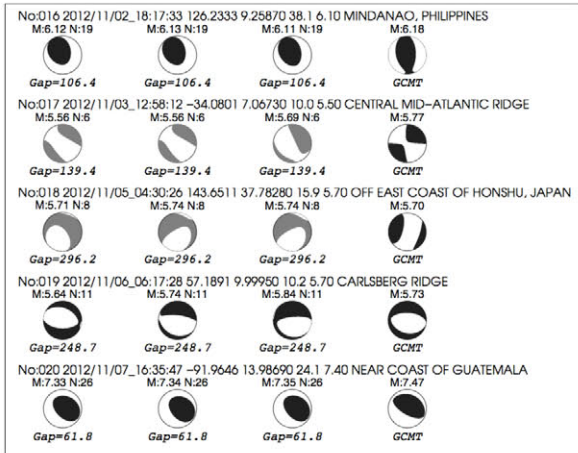 No:016 2012/11/02_18:17:33 126.2333 9.25870 38.1 6.10 MINDANAO, PHILIPPINES
M:6.12 N:19 M:6.13 N:19 M:6.11 N:19 M:6.18
Gap=106.4 Gap=106.4 Gap=106.4 GCMT
No:017 2012/11/03_12:58:12 -34.0801 7.06730 10.0 5.50 CENTRAL MID-ATLANTIC RIDGE
M:5.56 N:6 M:5.56 N:6 M:5.69 N:6 M:5.77
Gap=139.4 Gap=139.4 Gap=139.4 GCMT
No:018 2012/11/05_04:30:26 143.6511 37.78280 15.9 5.70 OFF EAST COAST OF HONSHU, JAPAN
M:5.71 N:8 M:5.74 N:8 M:5.74 N:8 M:5.70
Gap=296.2 Gap=296.2 Gap=296.2 GCMT
No:019 2012/11/06_06:17:28 57.1891 9.99950 10.2 5.70 CARLSBERG RIDGE
M:5.64 N:11 M:5.74 N:11 M:5.84 N:11 M:5.73
Gap=248.7 Gap=248.7 Gap=248.7 GCMT
No:020 2012/11/07_16:35:47 -91.9646 13.98690 24.1 7.40 NEAR COAST OF GUATEMALA
M:7.33 N:26 M:7.34 N:26 M:7.35 N:26 M:7.47
Gap=61.8 Gap=61.8 Gap=61.8 GCMT